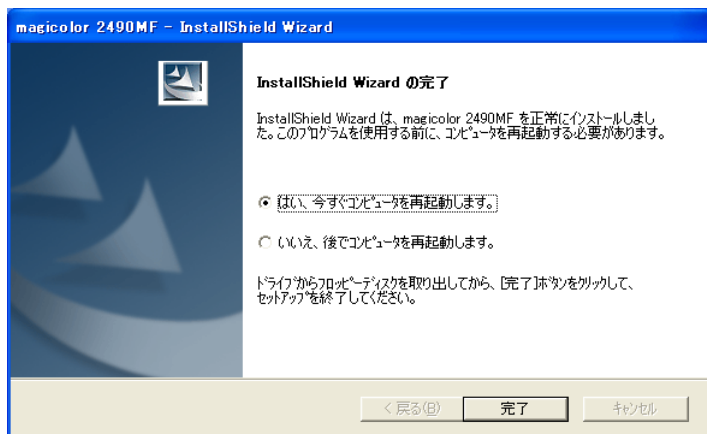 magicolor 2490MF - InstallShield Wizard
InstallShield Wizard の完了
InstallShield Wizard は、magicolor 2490MF を正常にインストールしまし
た。このプログラムを使用する前に、コンピュータを再起動する必要があります。
はい、今すぐコンピュータを再起動します。
いいえ、後でコンピュータを再起動します。
ドライブからフロッピーディスクを取り出してから、[完了]ボタンをクリックして、
セットアップを終了してください。
< 戻る(B)
完了
キャンセル